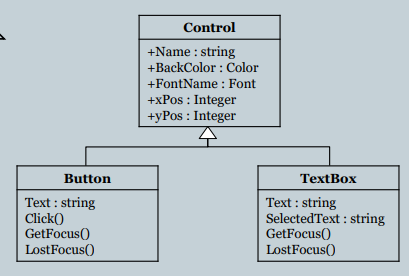 Control
+Name : string
+BackColor : Color
+FontName : Font
+xPos : Integer
+yPos : Integer
Button
Text : string
Click()
GetFocus()
LostFocus()
TextBox
Text : string
SelectedText : string
GetFocus()
LostFocus()